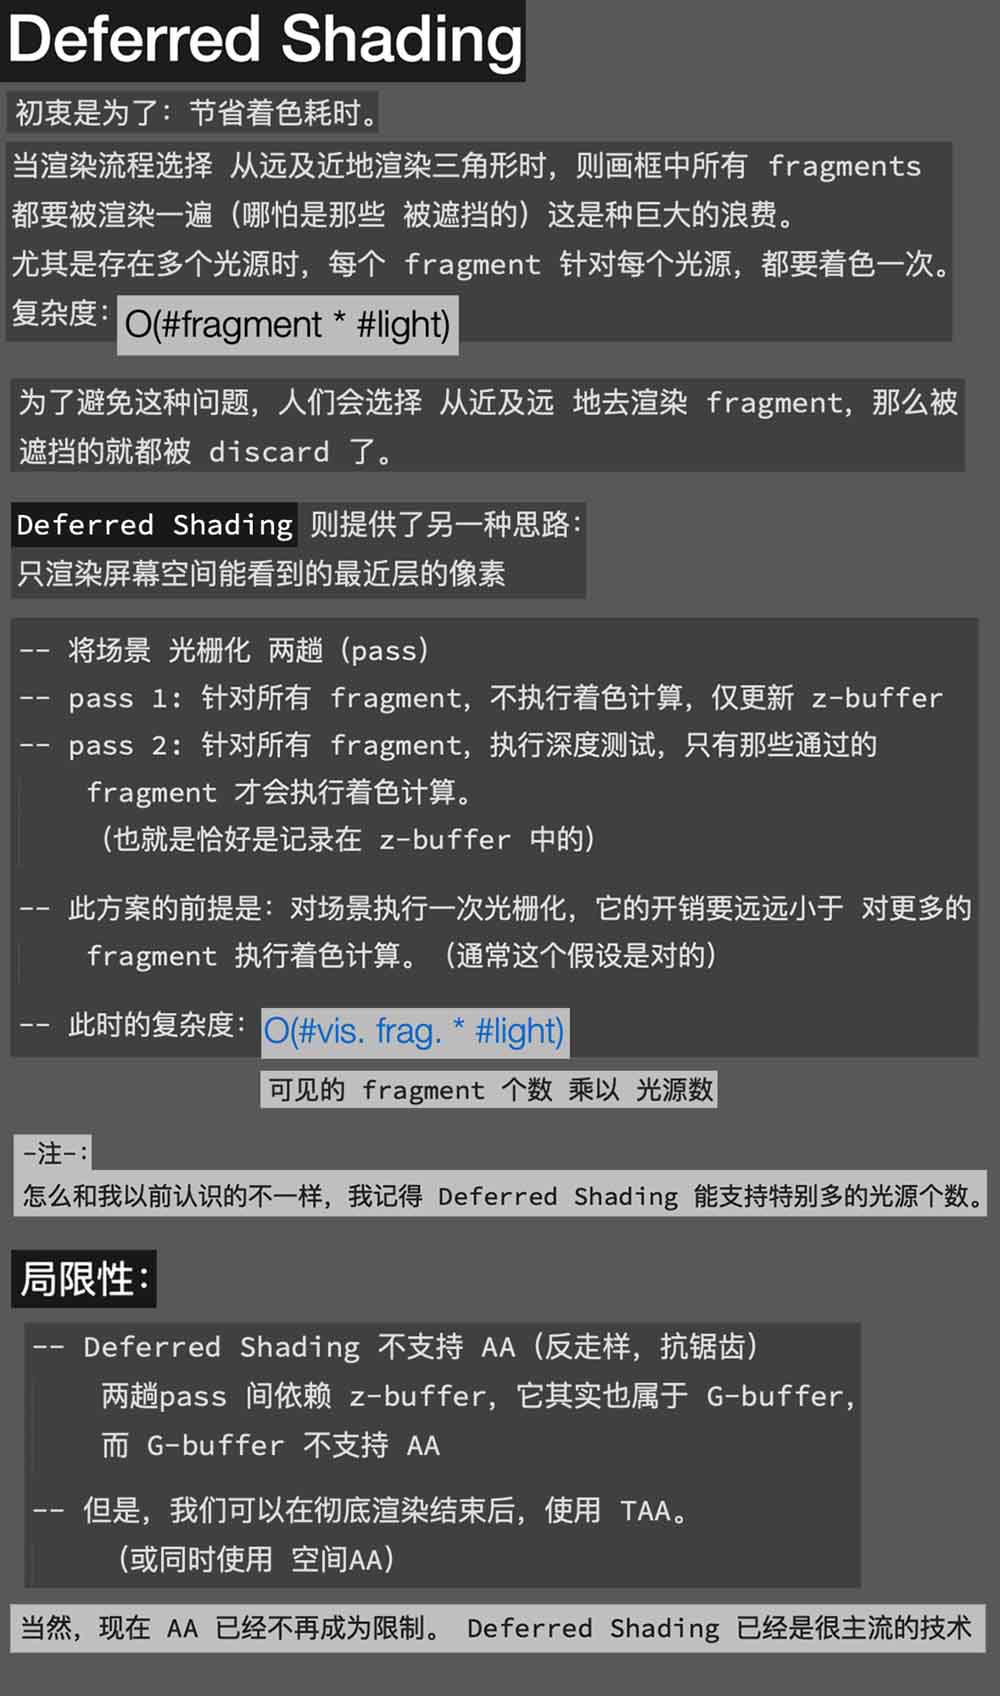 Deferred Shading
初衷是为了：节省着色耗时。
当渲染流程选择 从远及近地渲染三角形时，则画框中所有 fragments
都要被渲染一遍（哪怕是那些 被遮挡的）这是种巨大的浪费。
尤其是存在多个光源时，每个 fragment 针对每个光源，都要着色一次。
复杂度：O(#fragment * #light)
为了避免这种问题，人们会选择 从近及远 地去渲染 fragment，那么被
遮挡的就都被 discard 了。
Deferred Shading 则提供了另一种思路：
只渲染屏幕空间能看到的最近层的像素
-- 将场景 光栅化 两趟（pass）
-- pass 1: 针对所有 fragment，不执行着色计算，仅更新 z-buffer
-- pass 2: 针对所有 fragment，执行深度测试，只有那些通过的
fragment 才会执行着色计算。
（也就是恰好是记录在 z-buffer 中的）
-- 此方案的前提是：对场景执行一次光栅化，它的开销要远远小于 对更多的
fragment 执行着色计算。（通常这个假设是对的）
-- 此时的复杂度：O(#vis. frag. * #light)
可见的 fragment 个数 乘以 光源数
-注-：
怎么和我以前认识的不一样，我记得 Deferred Shading 能支持特别多的光源个数。
局限性：
-- Deferred Shading 不支持 AA（反走样，抗锯齿）
两趟pass 间依赖 z-buffer，它其实也属于 G-buffer，
而 G-buffer 不支持 AA
-- 但是，我们可以在彻底渲染结束后，使用 TAA。
（或同时使用 空间AA）
当然，现在 AA 已经不再成为限制。 Deferred Shading 已经是很主流的技术